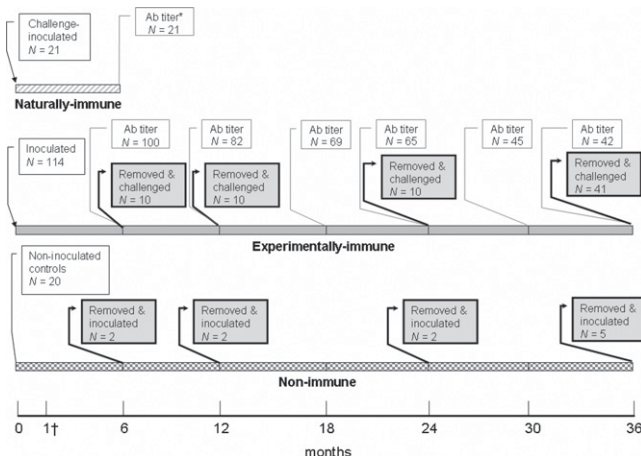 Challenge-
inoculated
N = 21
Ab titer*
N = 21
Naturally-immune
Inoculated
N = 114
Ab titer
N = 100
Ab titer
N = 82
Ab titer
N = 69
Ab titer
N = 65
Ab titer
N = 45
Ab titer
N = 42
Removed &
challenged
N = 10
Removed &
challenged
N = 10
Removed &
challenged
N = 10
Removed &
challenged
N = 41
Experimentally-immune
Non-inoculated
controls
N = 20
Removed &
inoculated
N = 2
Removed &
inoculated
N = 2
Removed &
inoculated
N = 2
Removed &
inoculated
N = 5
Non-immune
0 1† 6 12 18 24 30 36
months